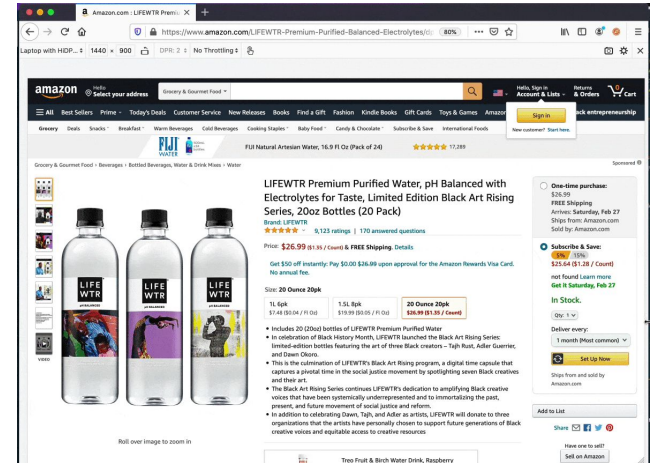 Amazon.com : LIFEWTR Premiu
https://www.amazon.com/LIFEWTR-Premium-Purified-Balanced-Electrolytes/d
80%
Laptop with HiDP...
1440 × 900
DPR: 2
No Throttling
amazon
Hello
Select your address
Grocery & Gourmet Food
Hello, Sign in
Account & Lists
Returns
& Orders
0
Cart
All Best Sellers Prime Today's Deals Customer Service New Releases Books Find a Gift Fashion Kindle Books Gift Cards Toys & Games Amazon
ack entrepreneurship
Sign in
New customer? Start here.
Grocery Deals Snacks Breakfast Warm Beverages Cold Beverages Cooking Staples Baby Food Candy & Chocolate Subscribe & Save International Foods
FIJI
WATER
FIJI Natural Artesian Water, 16.9 Fl Oz (Pack of 24)
17,289
Grocery & Gourmet Food › Beverages › Bottled Beverages, Water & Drink Mixes › Water
Sponsored
LIFEWTR Premium Purified Water, pH Balanced with
Electrolytes for Taste, Limited Edition Black Art Rising
Series, 20oz Bottles (20 Pack)
Brand: LIFEWTR
9,123 ratings | 170 answered questions
Price: $26.99 ($1.35 / Count) & FREE Shipping. Details
Get $50 off instantly: Pay $0.00 $26.99 upon approval for the Amazon Rewards Visa Card.
No annual fee.
Size: 20 Ounce 20pk
1L 6pk
$7.48 ($0.04 / Fl Oz)
1.5L 8pk
$19.99 ($0.05 / Fl Oz)
20 Ounce 20pk
$26.99 ($1.35 / Count)
• Includes 20 (20oz) bottles of LIFEWTR Premium Purified Water
• In celebration of Black History Month, LIFEWTR launched the Black Art Rising Series:
limited-edition bottles featuring the art of three Black creators – Tajh Rust, Adler Guerrier,
and Dawn Okoro.
• This is the culmination of LIFEWTR's Black Art Rising program, a digital time capsule that
captures a pivotal time in the social justice movement by spotlighting seven Black creatives
and their art.
• The Black Art Rising Series continues LIFEWTR's dedication to amplifying Black creative
voices that have been systemically underrepresented and to immortalizing the past,
present, and future movement of social justice and reform.
• In addition to celebrating Dawn, Tajh, and Adler as artists, LIFEWTR will donate to three
organizations that the artists have personally chosen to support future generations of Black
creative voices and equitable access to creative resources
Treo Fruit & Birch Water Drink, Raspberry
LIFE
WTR
pH BALANCED
LIFE
WTR
pH BALANCED
LIFE
WTR
pH BALANCED
VIDEO
Roll over image to zoom in
One-time purchase:
$26.99
FREE Shipping
Arrives: Saturday, Feb 27
Ships from: Amazon.com
Sold by: Amazon.com
Subscribe & Save:
5% 15%
$25.64 ($1.28 / Count)
not found Learn more
Get it Saturday, Feb 27
In Stock.
Qty: 1
Deliver every:
1 month (Most common)
Set Up Now
Ships from and sold by
Amazon.com
Add to List
Share
Have one to sell?
Sell on Amazon